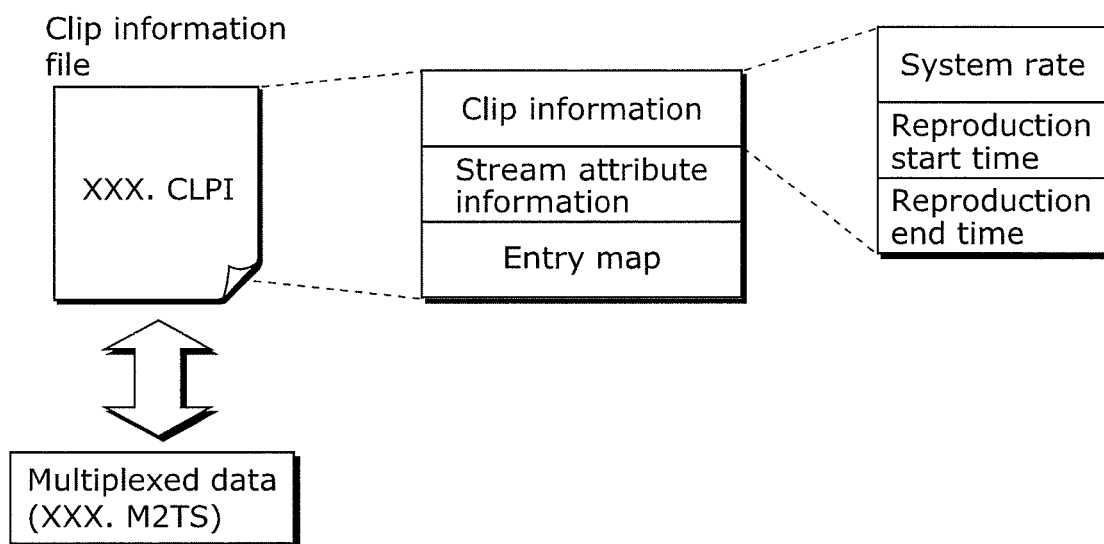 Clip information
file
XXX. CLPI
Multiplexed data
(XXX. M2TS)
Clip information
Stream attribute
information
Entry map
System rate
Reproduction
start time
Reproduction
end time